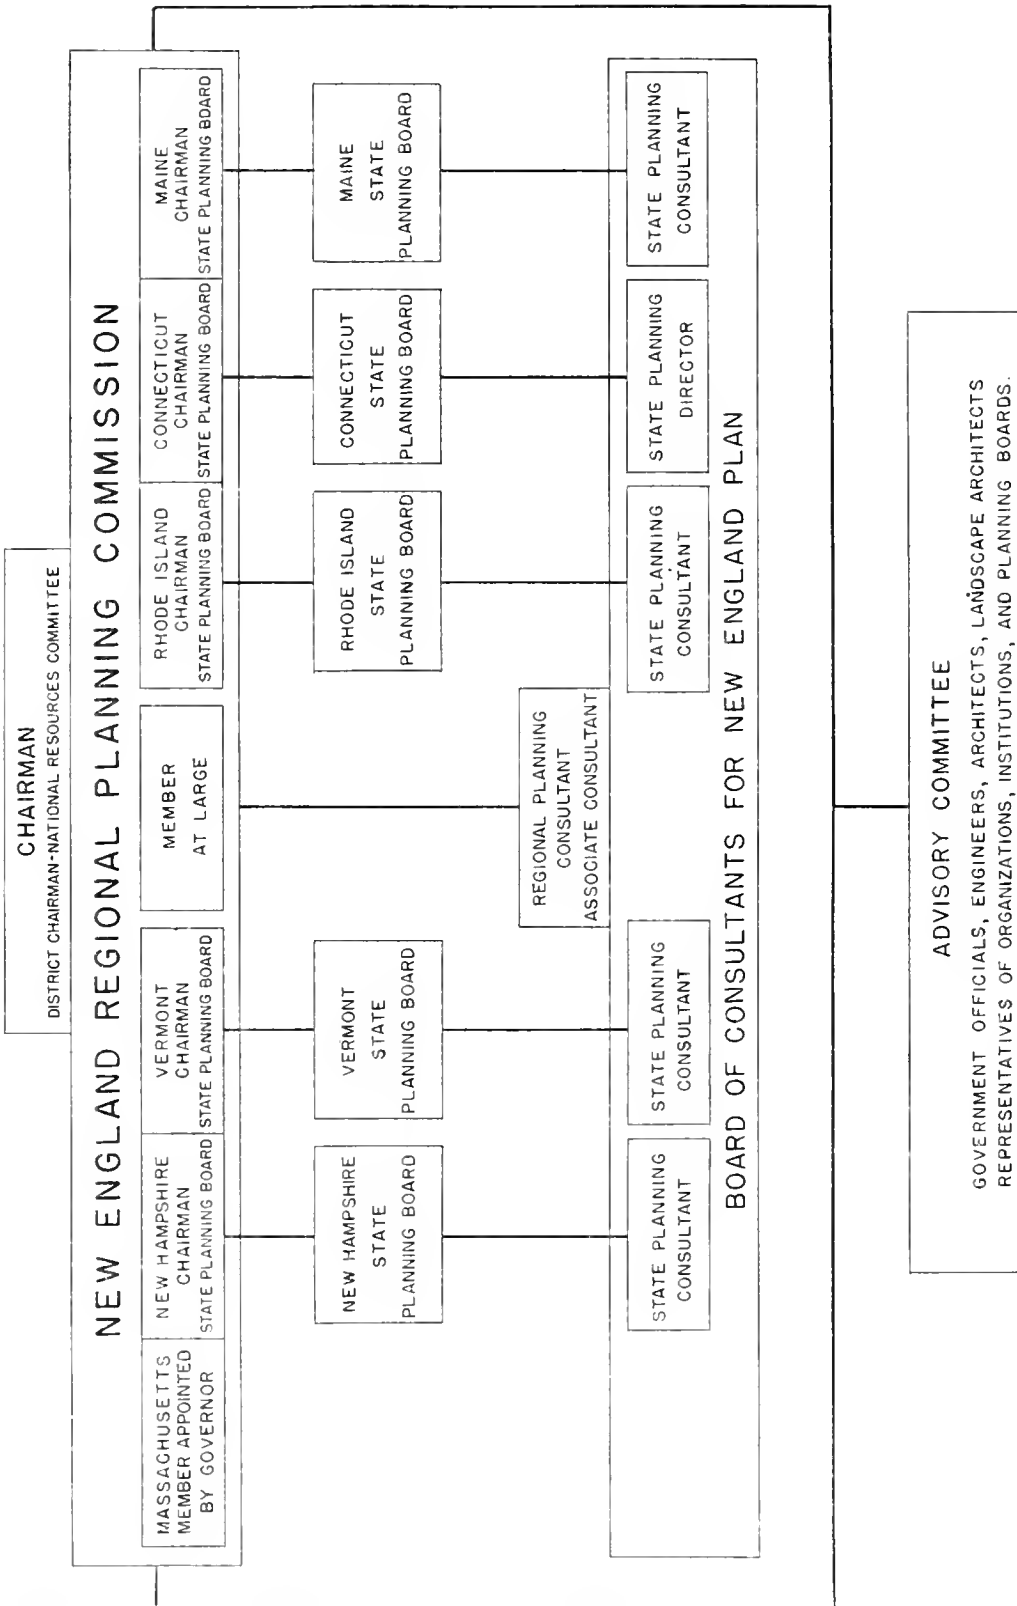 CHAIRMAN
DISTRICT CHAIRMAN-NATIONAL RESOURCES COMMITTEE
NEW ENGLAND REGIONAL PLANNING COMMISSION
MASSACHUSETTS
MEMBER APPOINTED
BY GOVERNOR
NEW HAMPSHIRE
CHAIRMAN
STATE PLANNING BOARD
VERMONT
CHAIRMAN
STATE PLANNING BOARD
MEMBER
AT LARGE
RHODE ISLAND
CHAIRMAN
STATE PLANNING BOARD
CONNECTICUT
CHAIRMAN
STATE PLANNING BOARD
MAINE
CHAIRMAN
STATE PLANNING BOARD
NEW HAMPSHIRE
STATE
PLANNING BOARD
VERMONT
STATE
PLANNING BOARD
RHODE ISLAND
STATE
PLANNING BOARD
CONNECTICUT
STATE
PLANNING BOARD
MAINE
STATE
PLANNING BOARD
REGIONAL PLANNING
CONSULTANT
ASSOCIATE CONSULTANT
STATE PLANNING
CONSULTANT
STATE PLANNING
CONSULTANT
STATE PLANNING
CONSULTANT
STATE PLANNING
DIRECTOR
STATE PLANNING
CONSULTANT
BOARD OF CONSULTANTS FOR NEW ENGLAND PLAN
ADVISORY COMMITTEE
GOVERNMENT OFFICIALS, ENGINEERS, ARCHITECTS, LANDSCAPE ARCHITECTS
REPRESENTATIVES OF ORGANIZATIONS, INSTITUTIONS, AND PLANNING BOARDS.